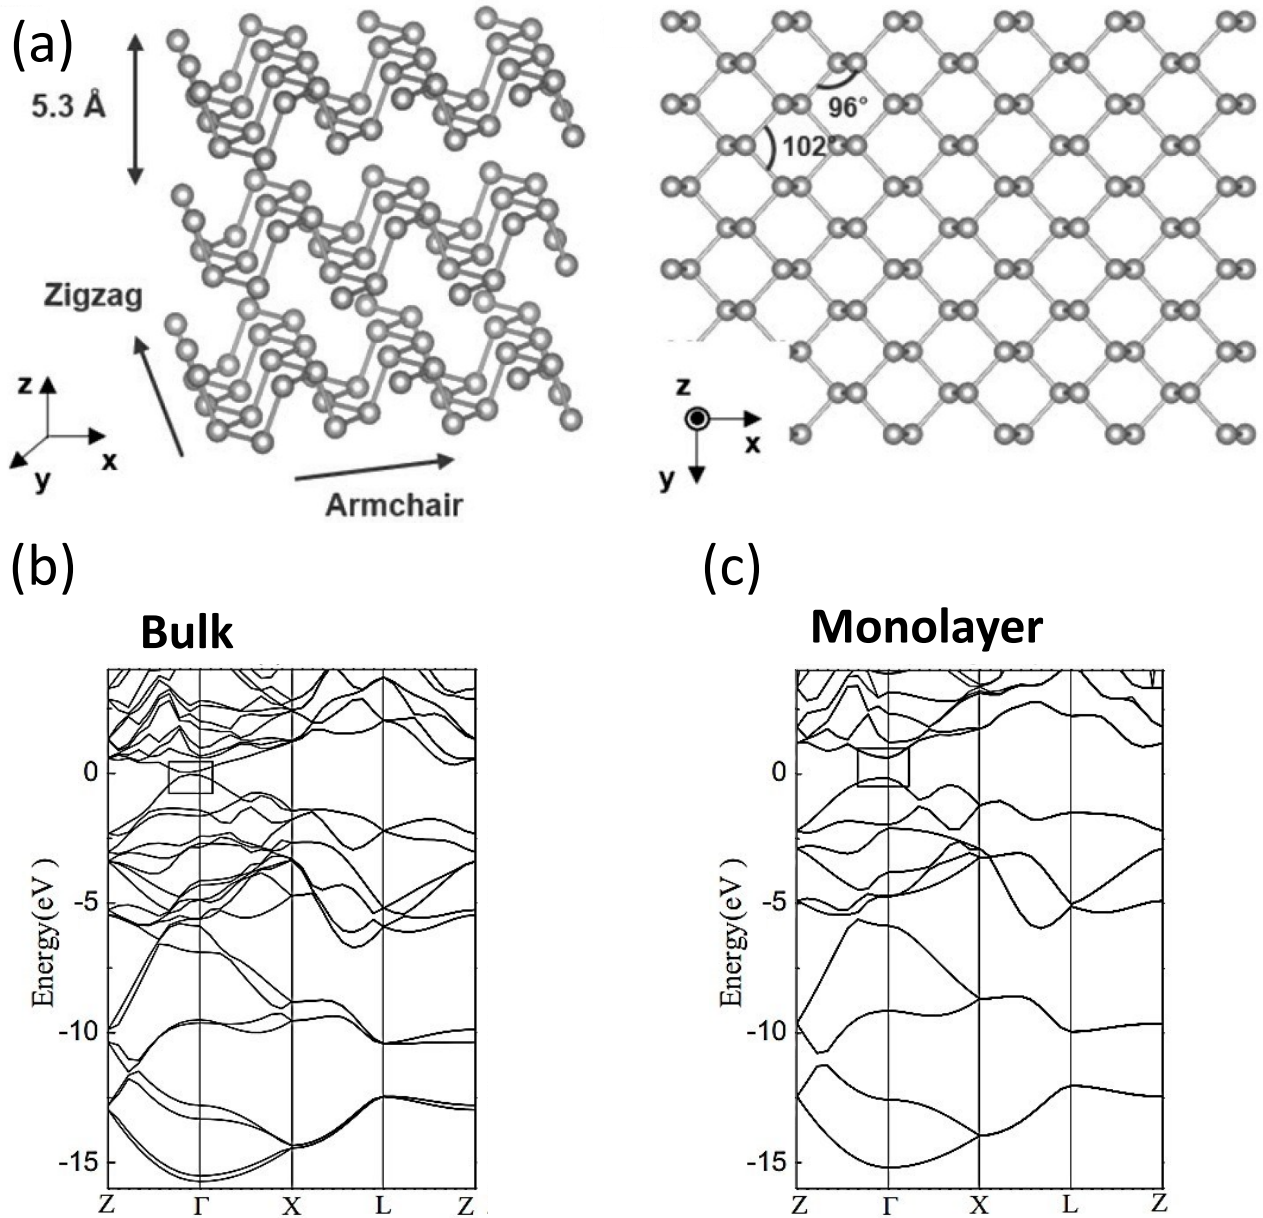 (a)
5.3 Å
96°
102°
Zigzag
z
y
x
Armchair
z
x
y
(b)
(c)
Bulk
Monolayer
Energy(eV )
0
-5
-10
-15
Z Γ X L Z
Energy(eV )
0
-5
-10
-15
Z Γ X L Z